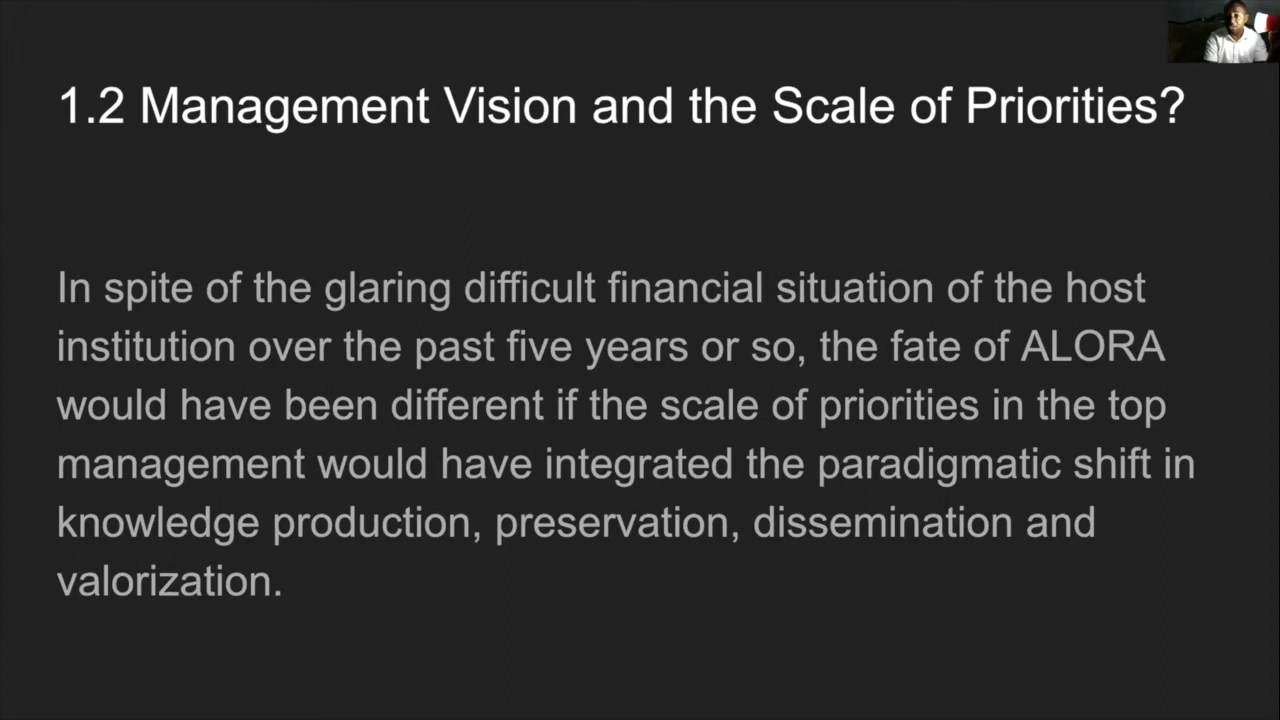 1.2 Management Vision and the Scale of Priorities?
In spite of the glaring difficult financial situation of the host
institution over the past five years or so, the fate of ALORA
would have been different if the scale of priorities in the top
management would have integrated the paradigmatic shift in
knowledge production, preservation, dissemination and
valorization.